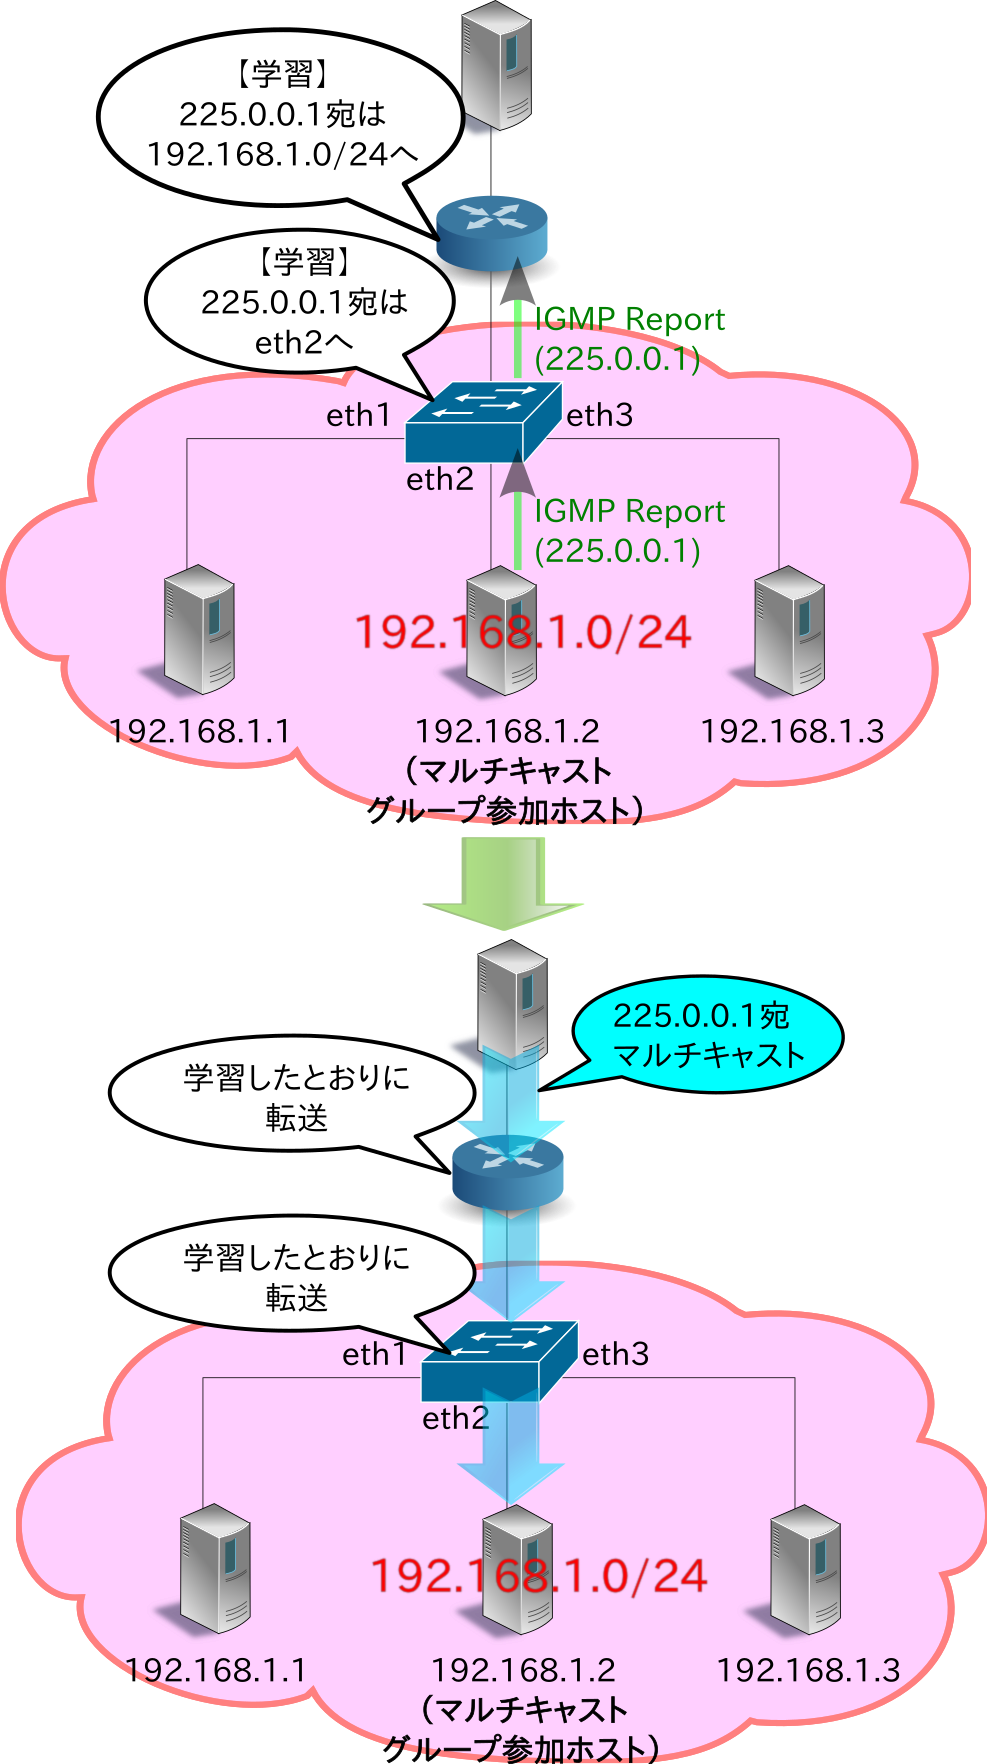 【学習】
225.0.0.1宛は
192.168.1.0/24へ
【学習】
225.0.0.1宛は
eth2へ
IGMP Report
(225.0.0.1)
eth1
eth3
eth2
IGMP Report
(225.0.0.1)
192.168.1.0/24
192.168.1.1
192.168.1.2
192.168.1.3
（マルチキャスト
グループ参加ホスト）
225.0.0.1宛
マルチキャスト
学習したとおりに
転送
学習したとおりに
転送
eth1
eth3
eth2
192.168.1.0/24
192.168.1.1
192.168.1.2
192.168.1.3
（マルチキャスト
グループ参加ホスト）